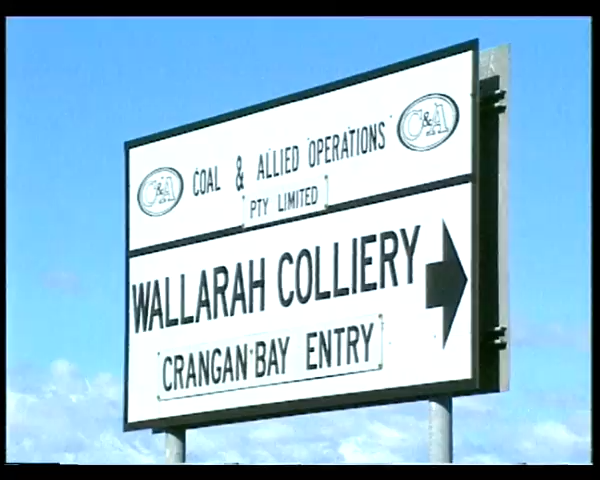 C&A COAL & ALLIED OPERATIONS C&A
PTY LIMITED
WALLARAH COLLIERY
CRANGAN BAY ENTRY